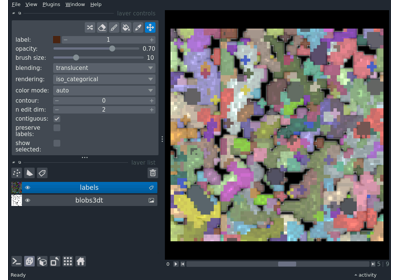 File View Plugins Window Help
layer controls
label: 1
opacity: 0.70
brush size: 10
blending: translucent
rendering: iso_categorical
color mode: auto
contour: 0
n edit dim: 2
contiguous:
preserve
labels:
show
selected:
layer list
labels
blobs3dt
Ready
activity